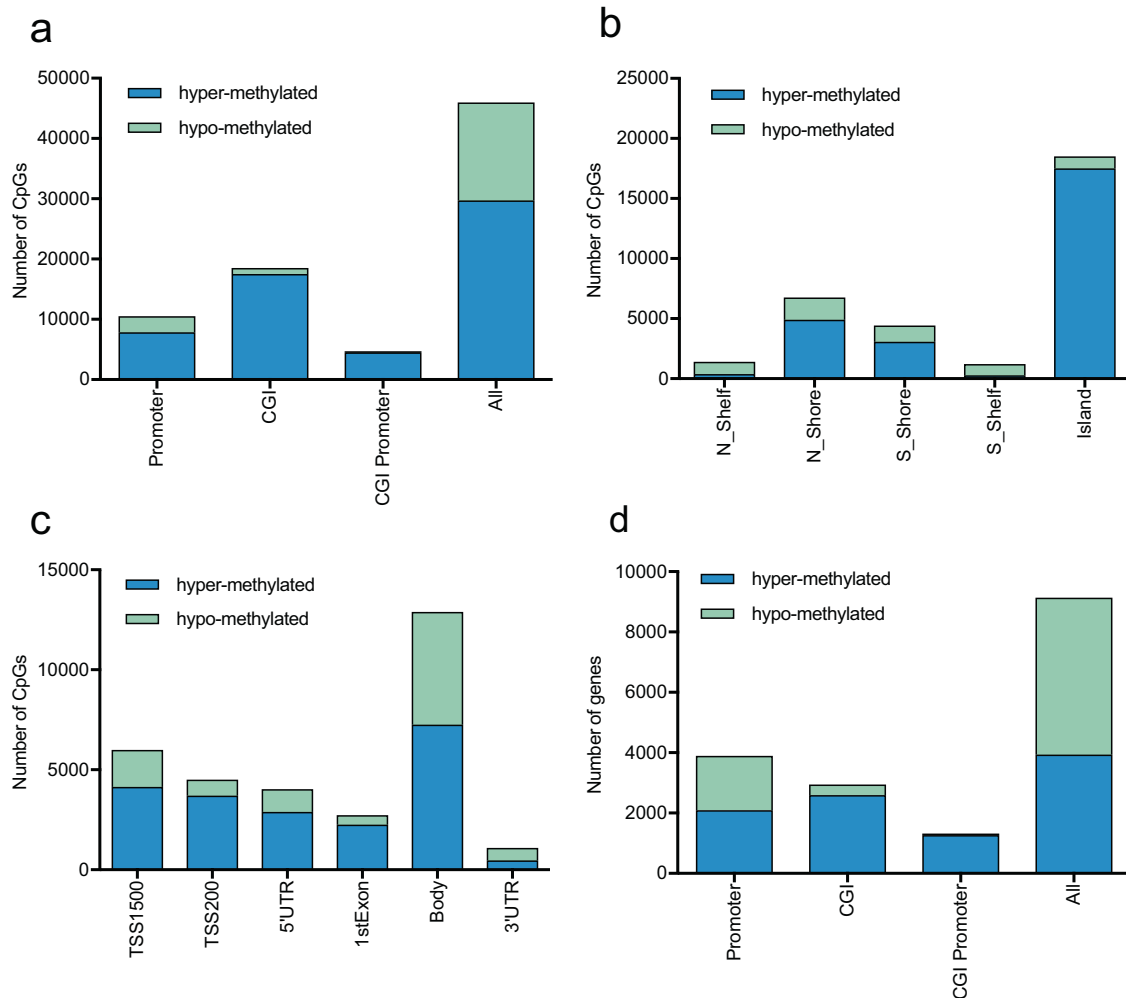 a
50000
40000
30000
20000
10000
0
Number of CpGs
hyper-methylated
hypo-methylated
Promoter
CGI
CGI Promoter
All
b
25000
20000
15000
10000
5000
0
Number of CpGs
hyper-methylated
hypo-methylated
N_Shelf
N_Shore
S_Shore
S_Shelf
Island
c
15000
10000
5000
0
Number of CpGs
hyper-methylated
hypo-methylated
TSS1500
TSS200
5'UTR
1stExon
Body
3'UTR
d
10000
8000
6000
4000
2000
0
Number of genes
hyper-methylated
hypo-methylated
Promoter
CGI
CGI Promoter
All